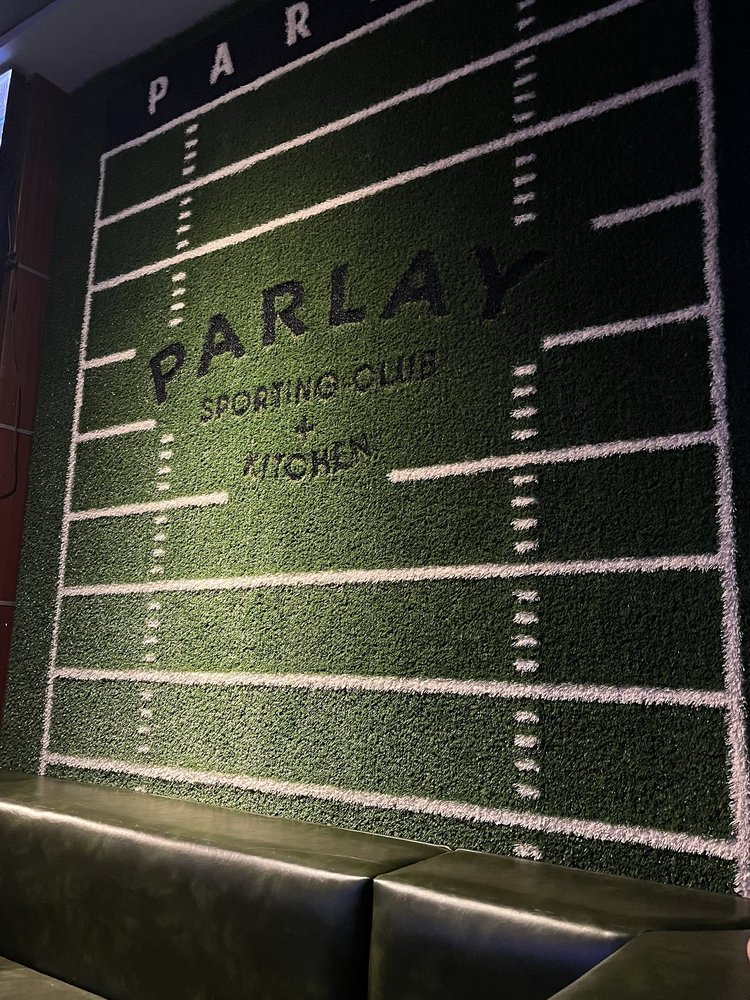 PAR
PARLAY
SPORTING CLUB
+
KITCHEN